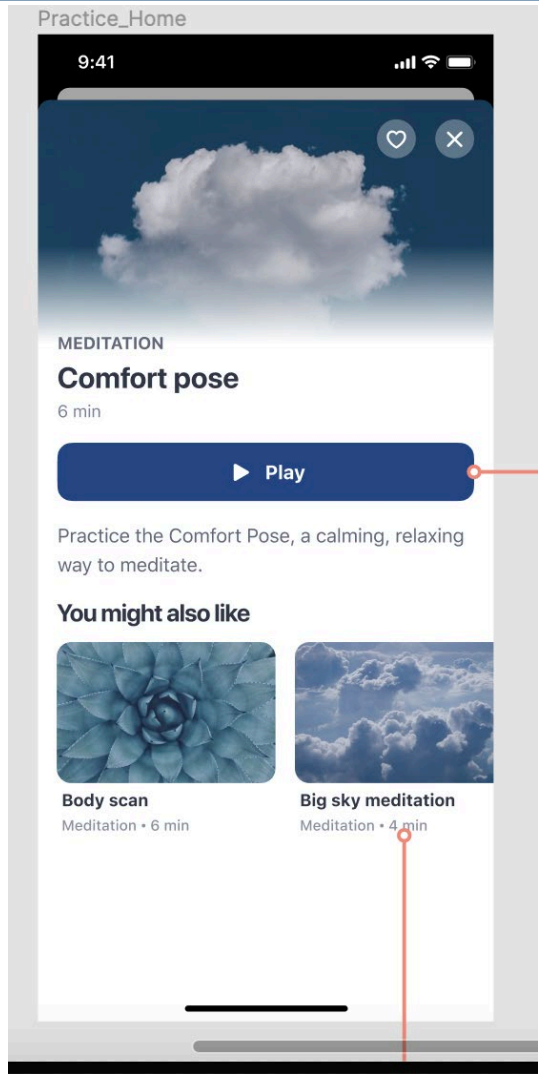 Practice_Home
9:41
MEDITATION
Comfort pose
6 min
Play
Practice the Comfort Pose, a calming, relaxing
way to meditate.
You might also like
Body scan
Meditation • 6 min
Big sky meditation
Meditation • 4 min